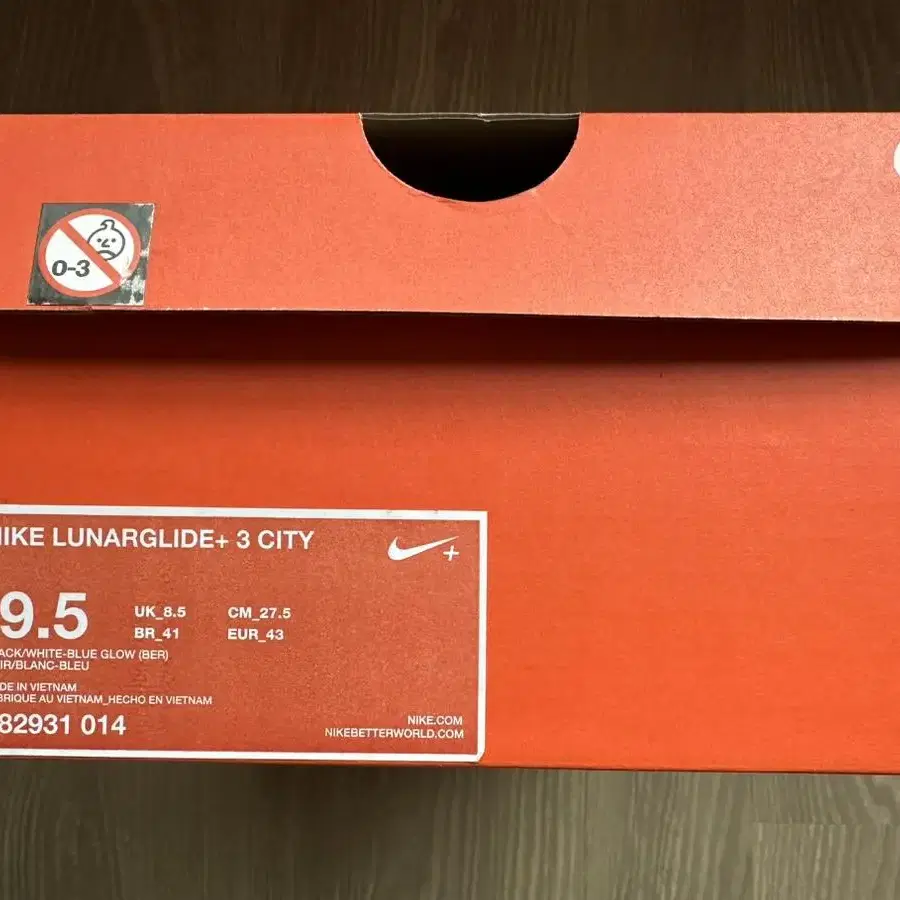 0-3
IKE LUNARGLIDE+ 3 CITY
9.5
UK_8.5 CM_27.5
BR_41 EUR_43
ACK/WHITE-BLUE GLOW (BER)
IR/BLANC-BLEU
DE IN VIETNAM
BRIQUE AU VIETNAM_HECHO EN VIETNAM
82931 014
NIKE.COM
NIKEBETTERWORLD.COM